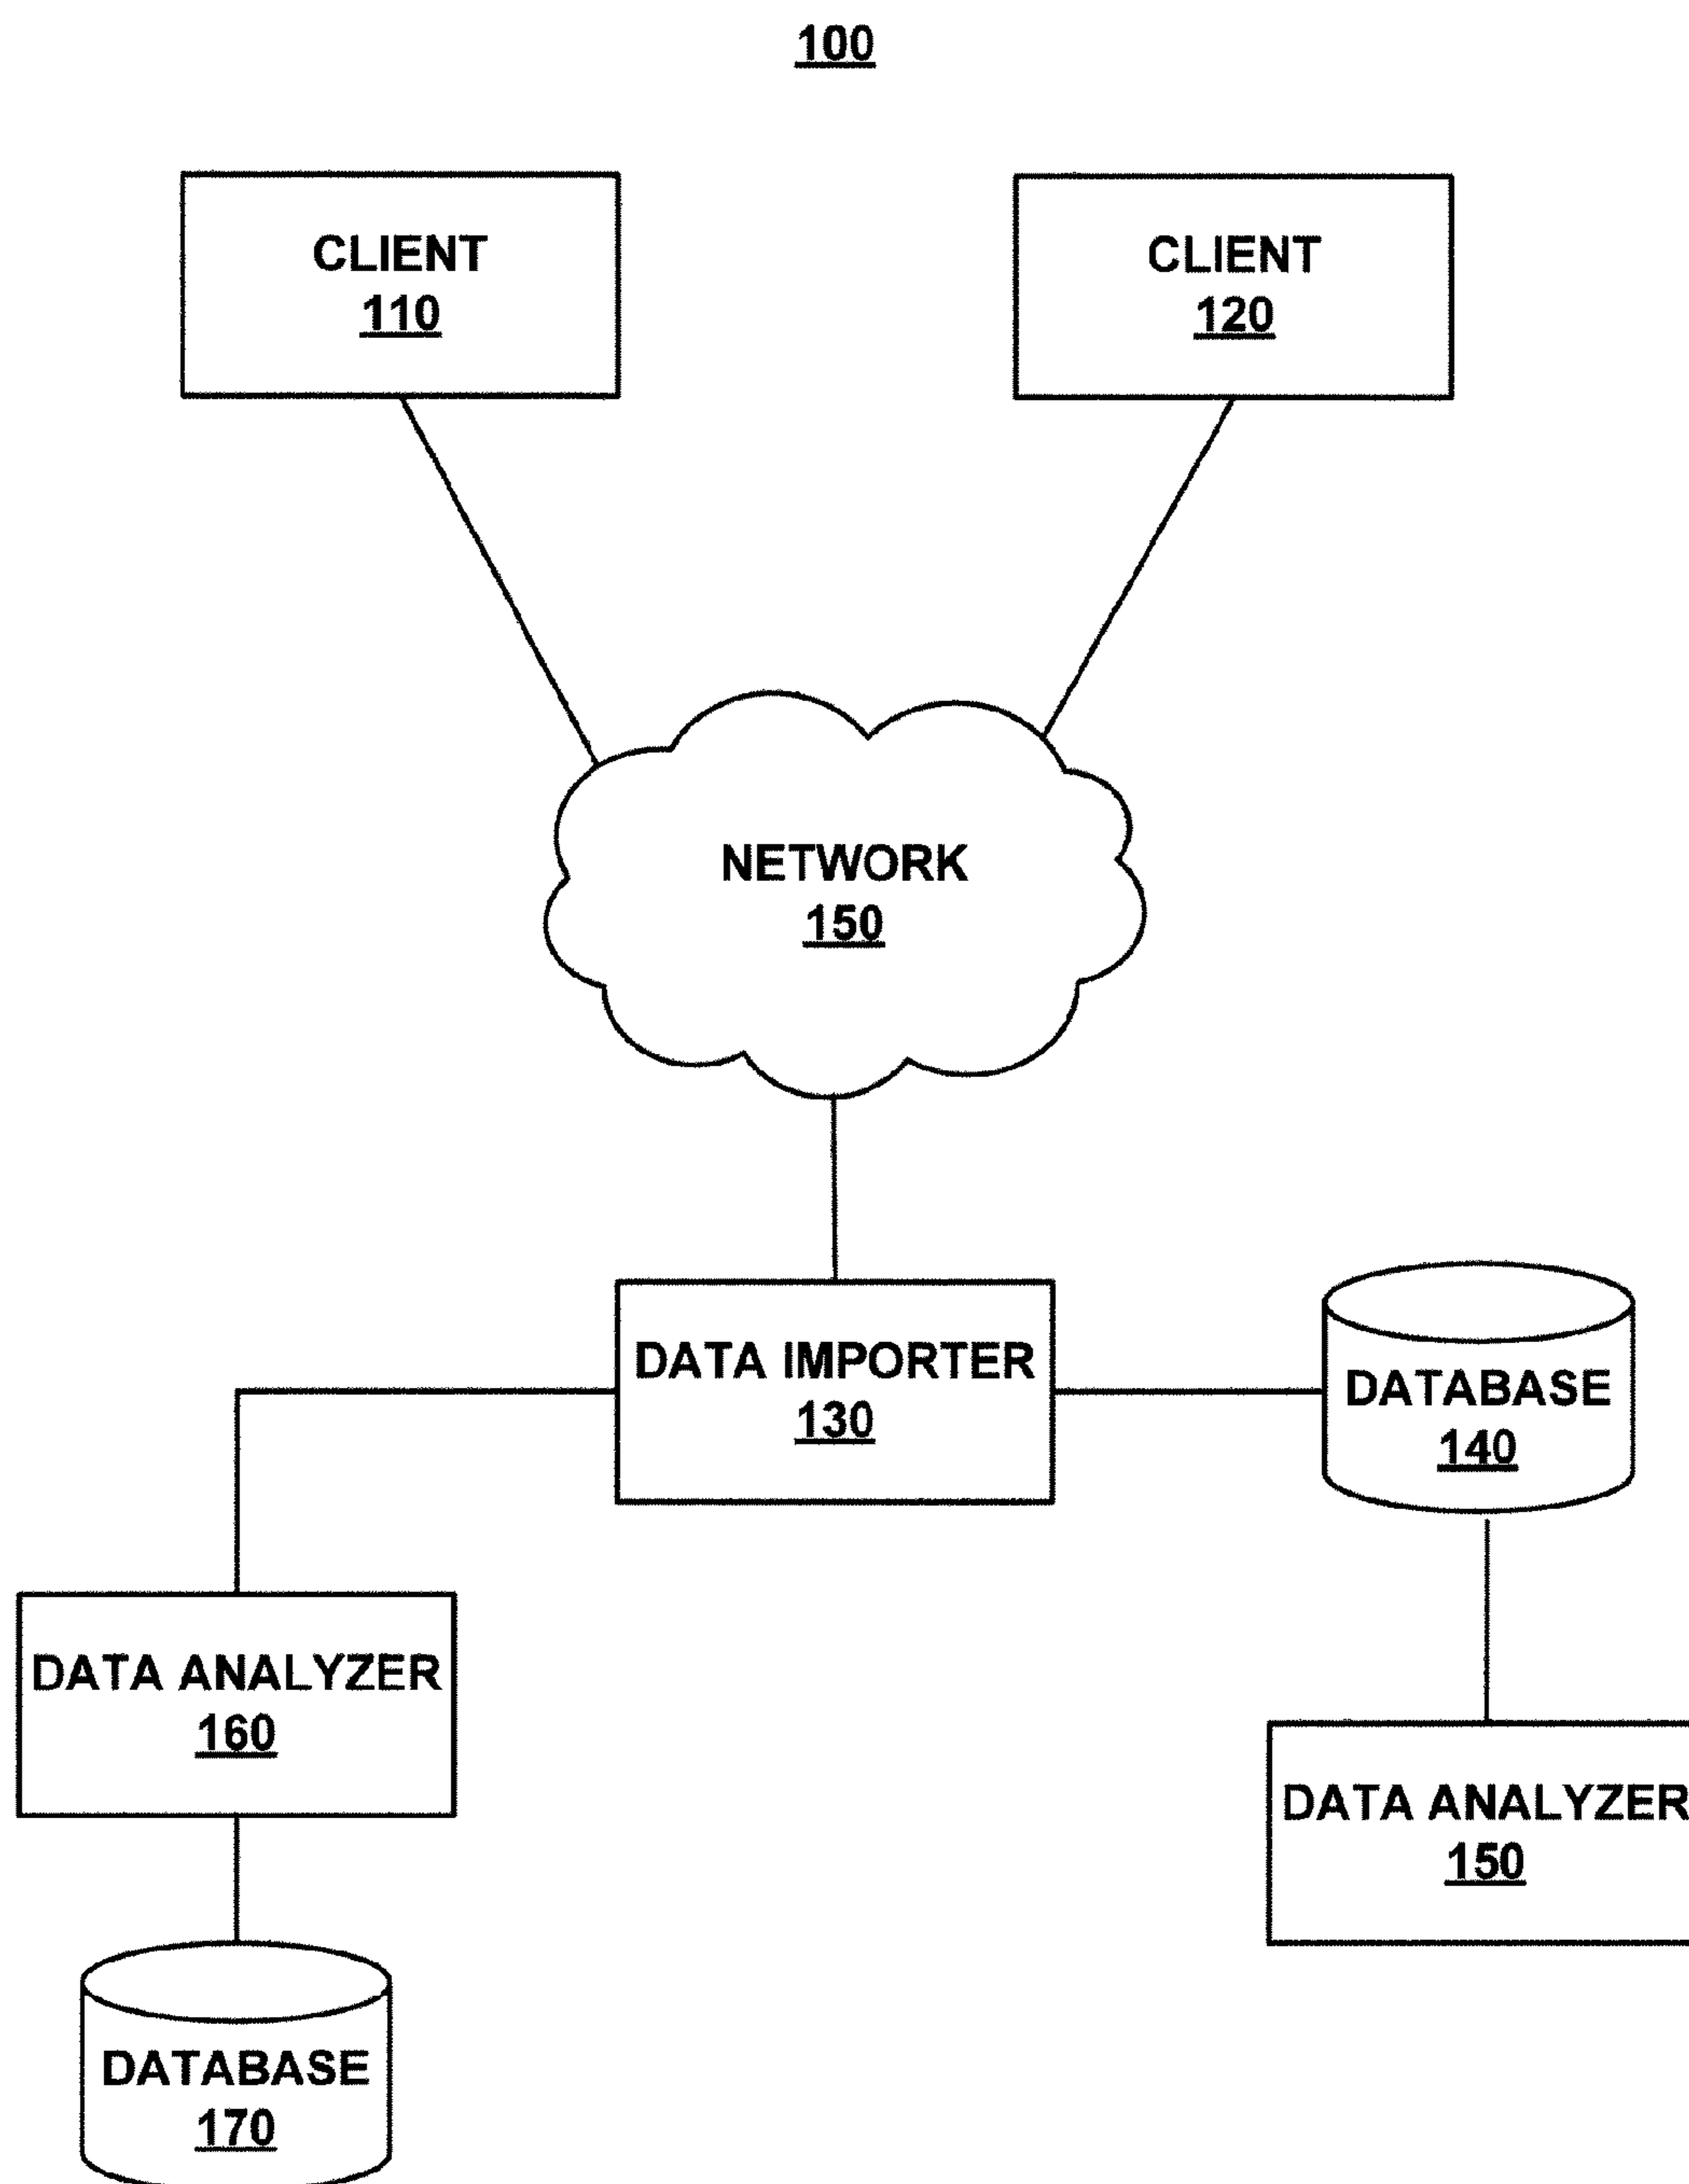 100
CLIENT
110
CLIENT
120
NETWORK
150
DATA IMPORTER
130
DATABASE
140
DATA ANALYZER
160
DATA ANALYZER
150
DATABASE
170